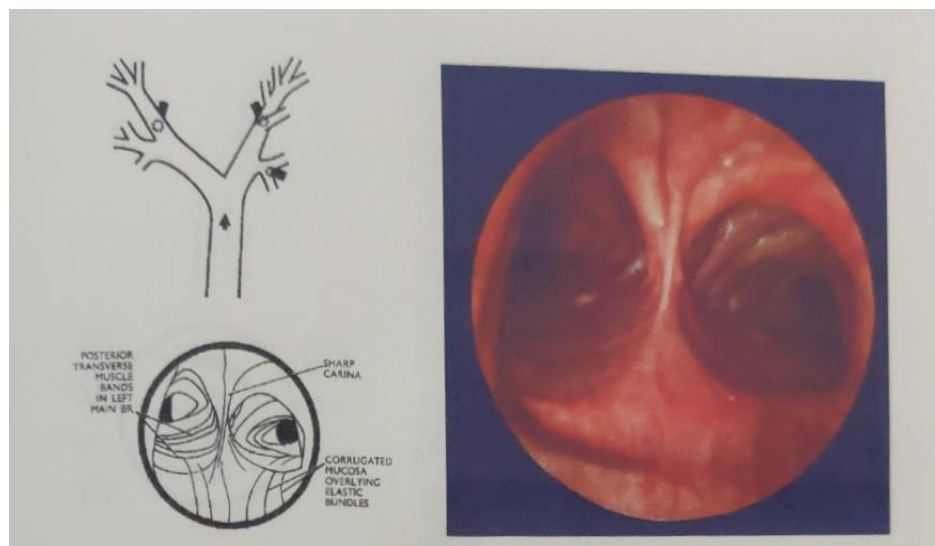 POSTERIOR
TRANSVERSE
MUSCLE
BANDS
IN LEFT
MAIN BR
SHARP
CARINA
CORRUGATED
MUCOSA
OVERLYING
ELASTIC
BUNDLES